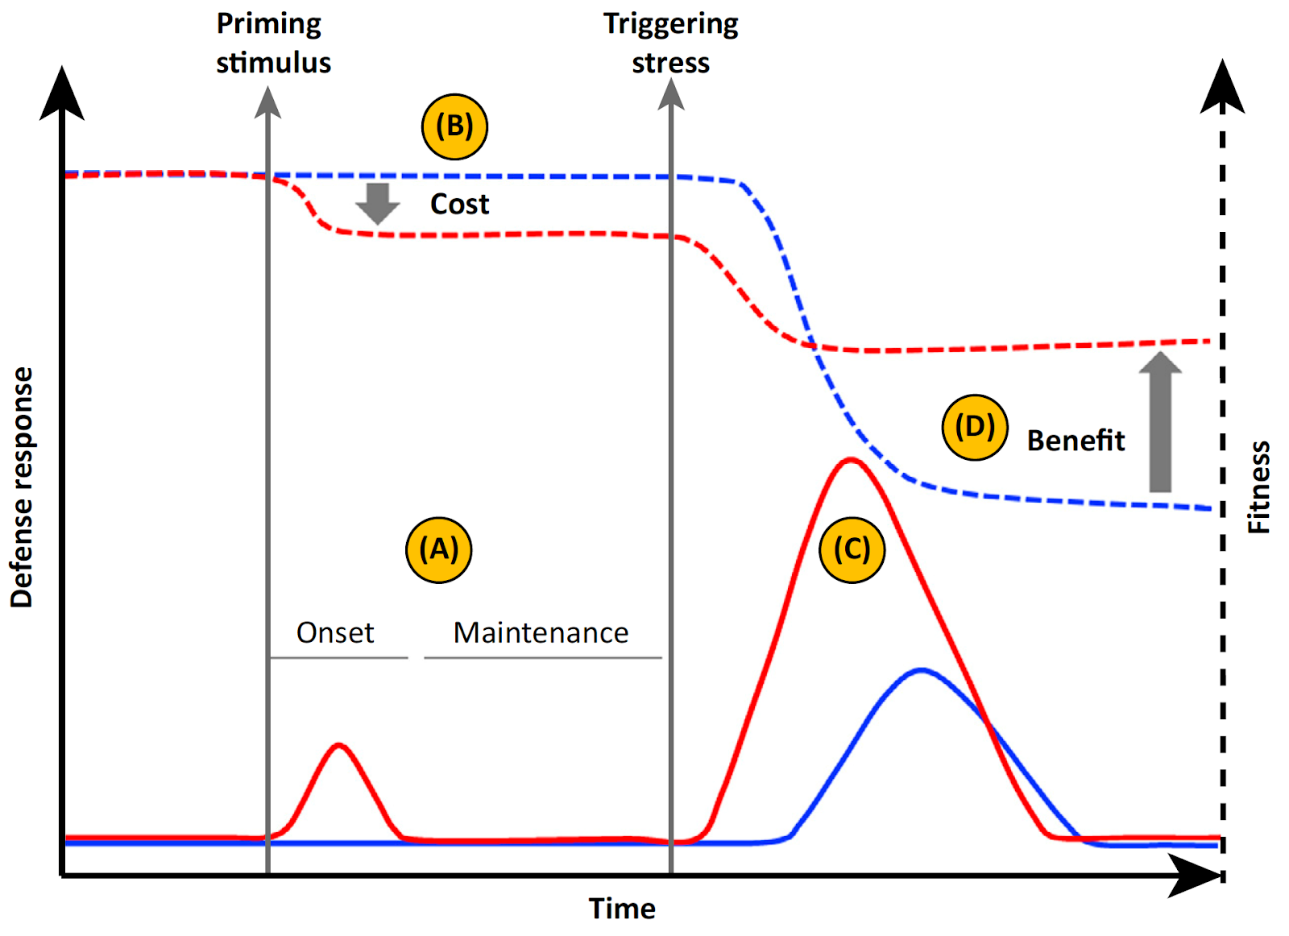 Priming
stimulus
Triggering
stress
(B)
Cost
(D)
Benefit
(A)
(C)
Onset
Maintenance
Defense response
Fitness
Time